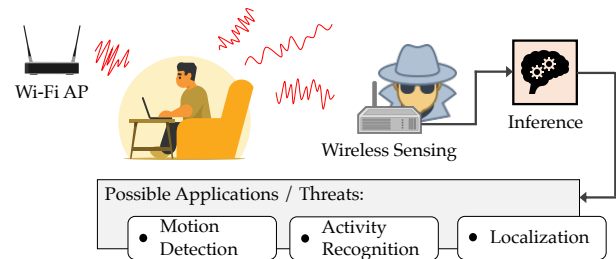 Wi-Fi AP
Wireless Sensing
Inference
Possible Applications / Threats:
• Motion
Detection
• Activity
Recognition
• Localization